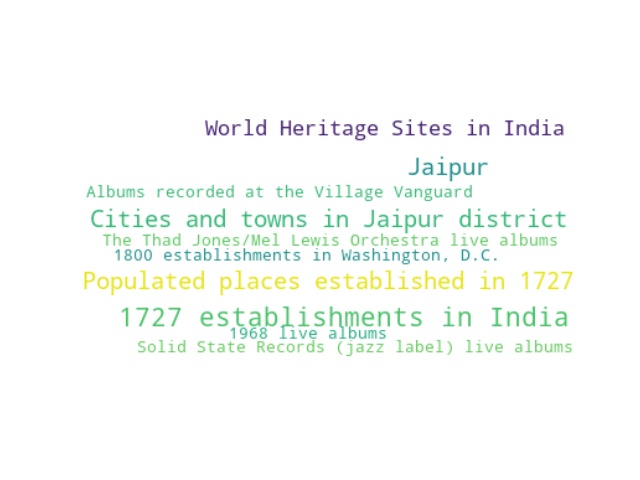 World Heritage Sites in India
Jaipur
Albums recorded at the Village Vanguard
Cities and towns in Jaipur district
The Thad Jones/Mel Lewis Orchestra live albums
1800 establishments in Washington, D.C.
Populated places established in 1727
1727 establishments in India
1968 live albums
Solid State Records (jazz label) live albums